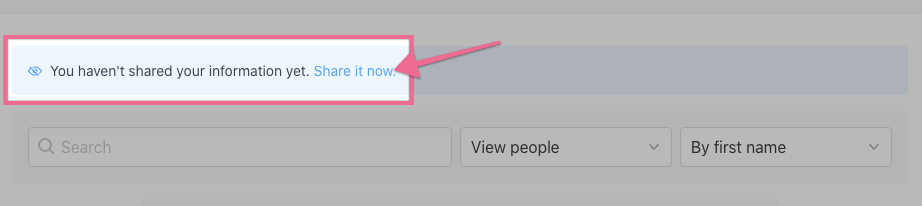 You haven't shared your information yet. Share it now.
Search
View people
By first name